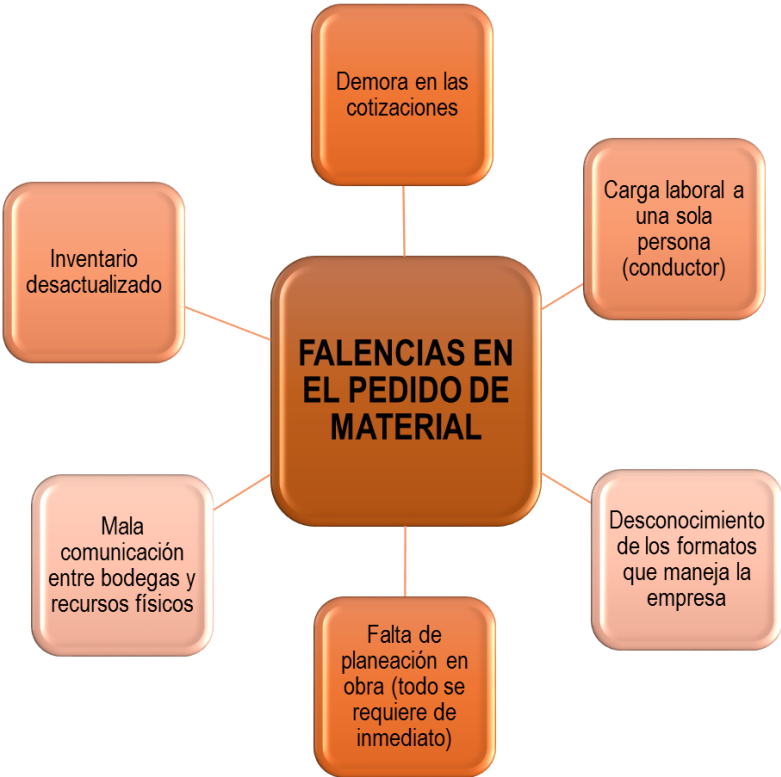 Demora en las
cotizaciones
Carga laboral a
una sola
persona
(conductor)
Inventario
desactualizado
FALENCIAS EN
EL PEDIDO DE
MATERIAL
Desconocimiento
de los formatos
que maneja la
empresa
Mala
comunicación
entre bodegas y
recursos físicos
Falta de
planeación en
obra (todo se
requiere de
inmediato)